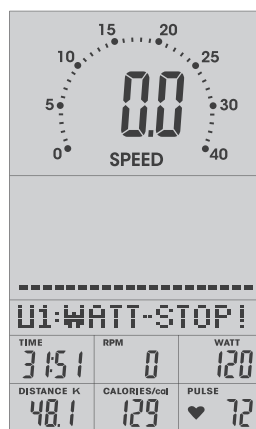 15 20
10 25
5 0.0 30
0 SPEED 40
U1:WATT-STOP!
TIME RPM WATT
31:51 0 120
DISTANCE K CALORIES/cal PULSE
48.1 129 72